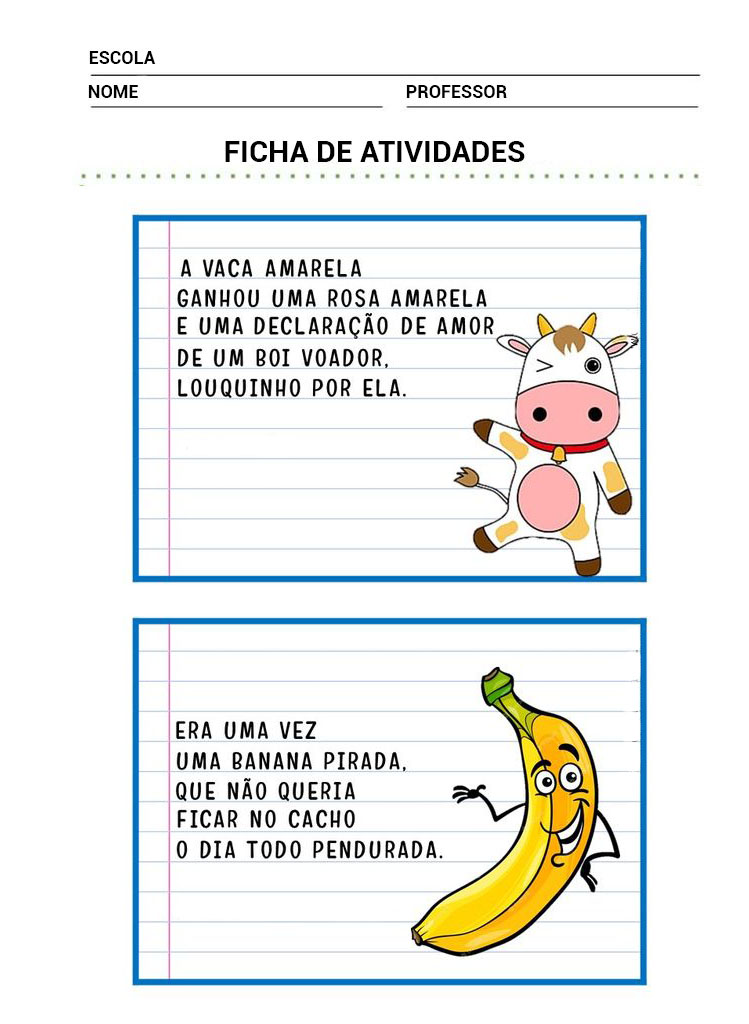 ESCOLA
NOME PROFESSOR
FICHA DE ATIVIDADES
A VACA AMARELA
GANHOU UMA ROSA AMARELA
E UMA DECLARAÇÃO DE AMOR
DE UM BOI VOADOR,
LOUQUINHO POR ELA.
ERA UMA VEZ
UMA BANANA PIRADA,
QUE NÃO QUERIA
FICAR NO CACHO
O DIA TODO PENDURADA.